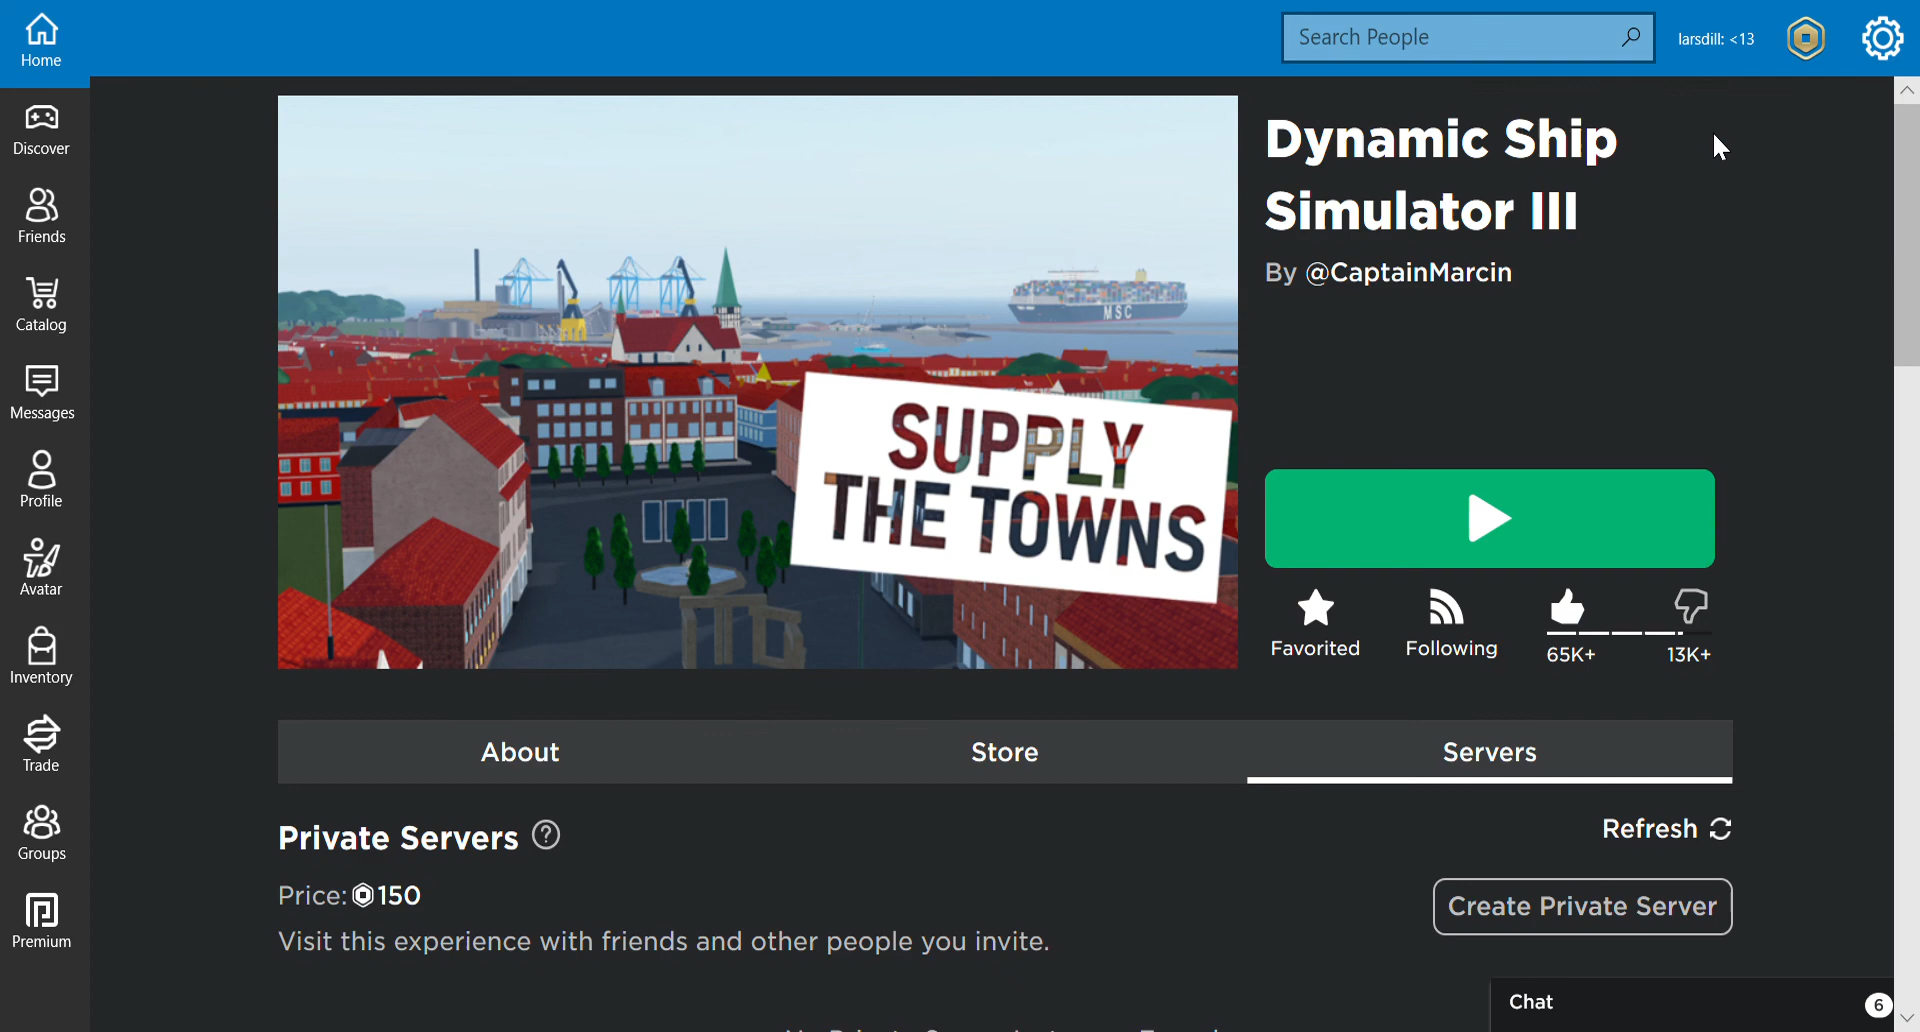 Home
Search People
larsdill: <13
Discover
Friends
Catalog
Messages
Profile
Avatar
Inventory
Trade
Groups
Premium
MSC
SUPPLY
THE TOWNS
Dynamic Ship
Simulator III
By @CaptainMarcin
Favorited
Following
65K+
13K+
About
Store
Servers
Private Servers ?
Refresh
Price: 150
Create Private Server
Visit this experience with friends and other people you invite.
Chat
6